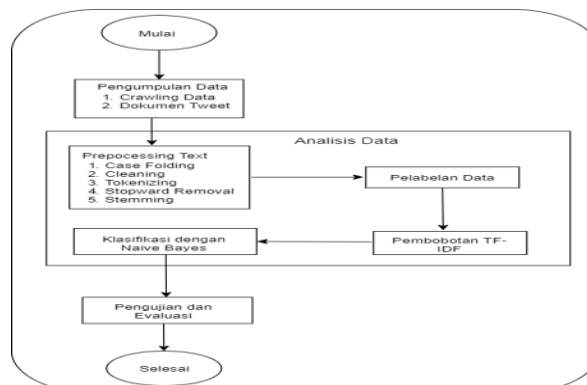 Mulai
Pengumpulan Data
1. Crawling Data
2. Dokumen Tweet
Analisis Data
Prepocessing Text
1. Case Folding
2. Cleaning
3. Tokenizing
4. Stopward Removal
5. Stemming
Pelabelan Data
Pembobotan TF-
IDF
Klasifikasi dengan
Naive Bayes
Pengujian dan
Evaluasi
Selesai